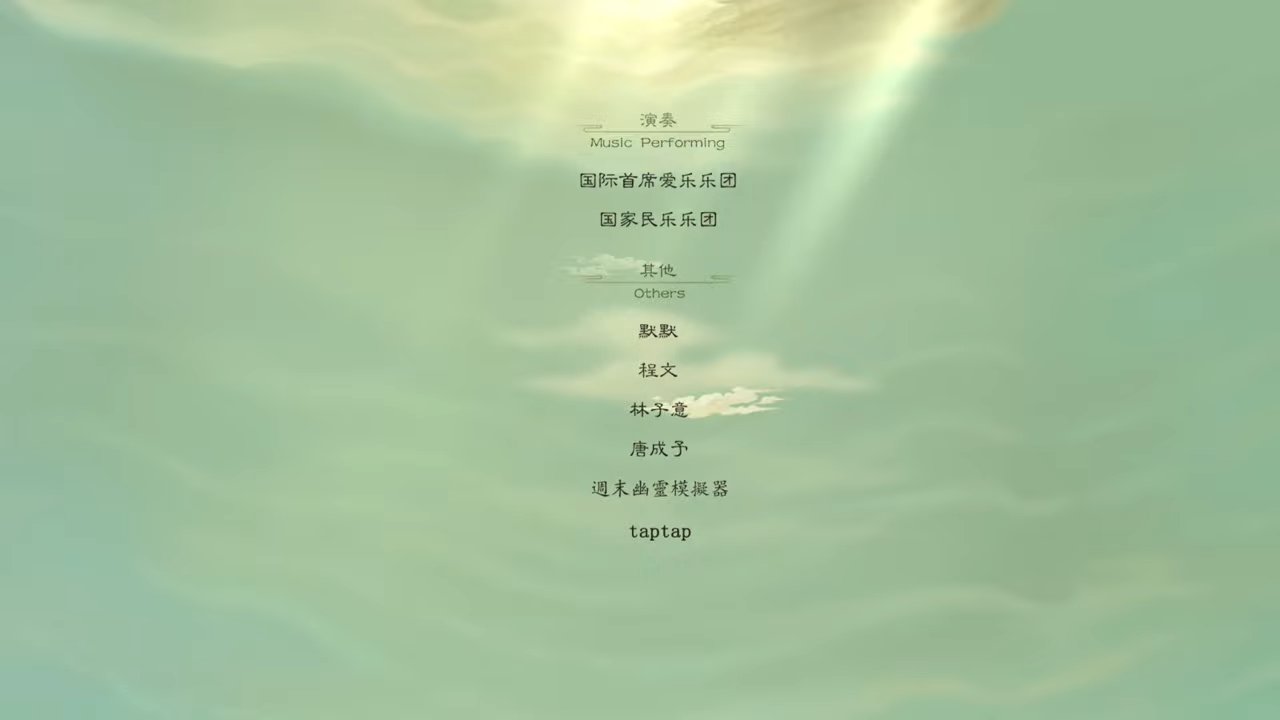 演奏
Music Performing
国际首席爱乐乐团
国家民乐乐团
其他
Others
默默
程文
林子意
唐成予
週末幽靈模擬器
taptap